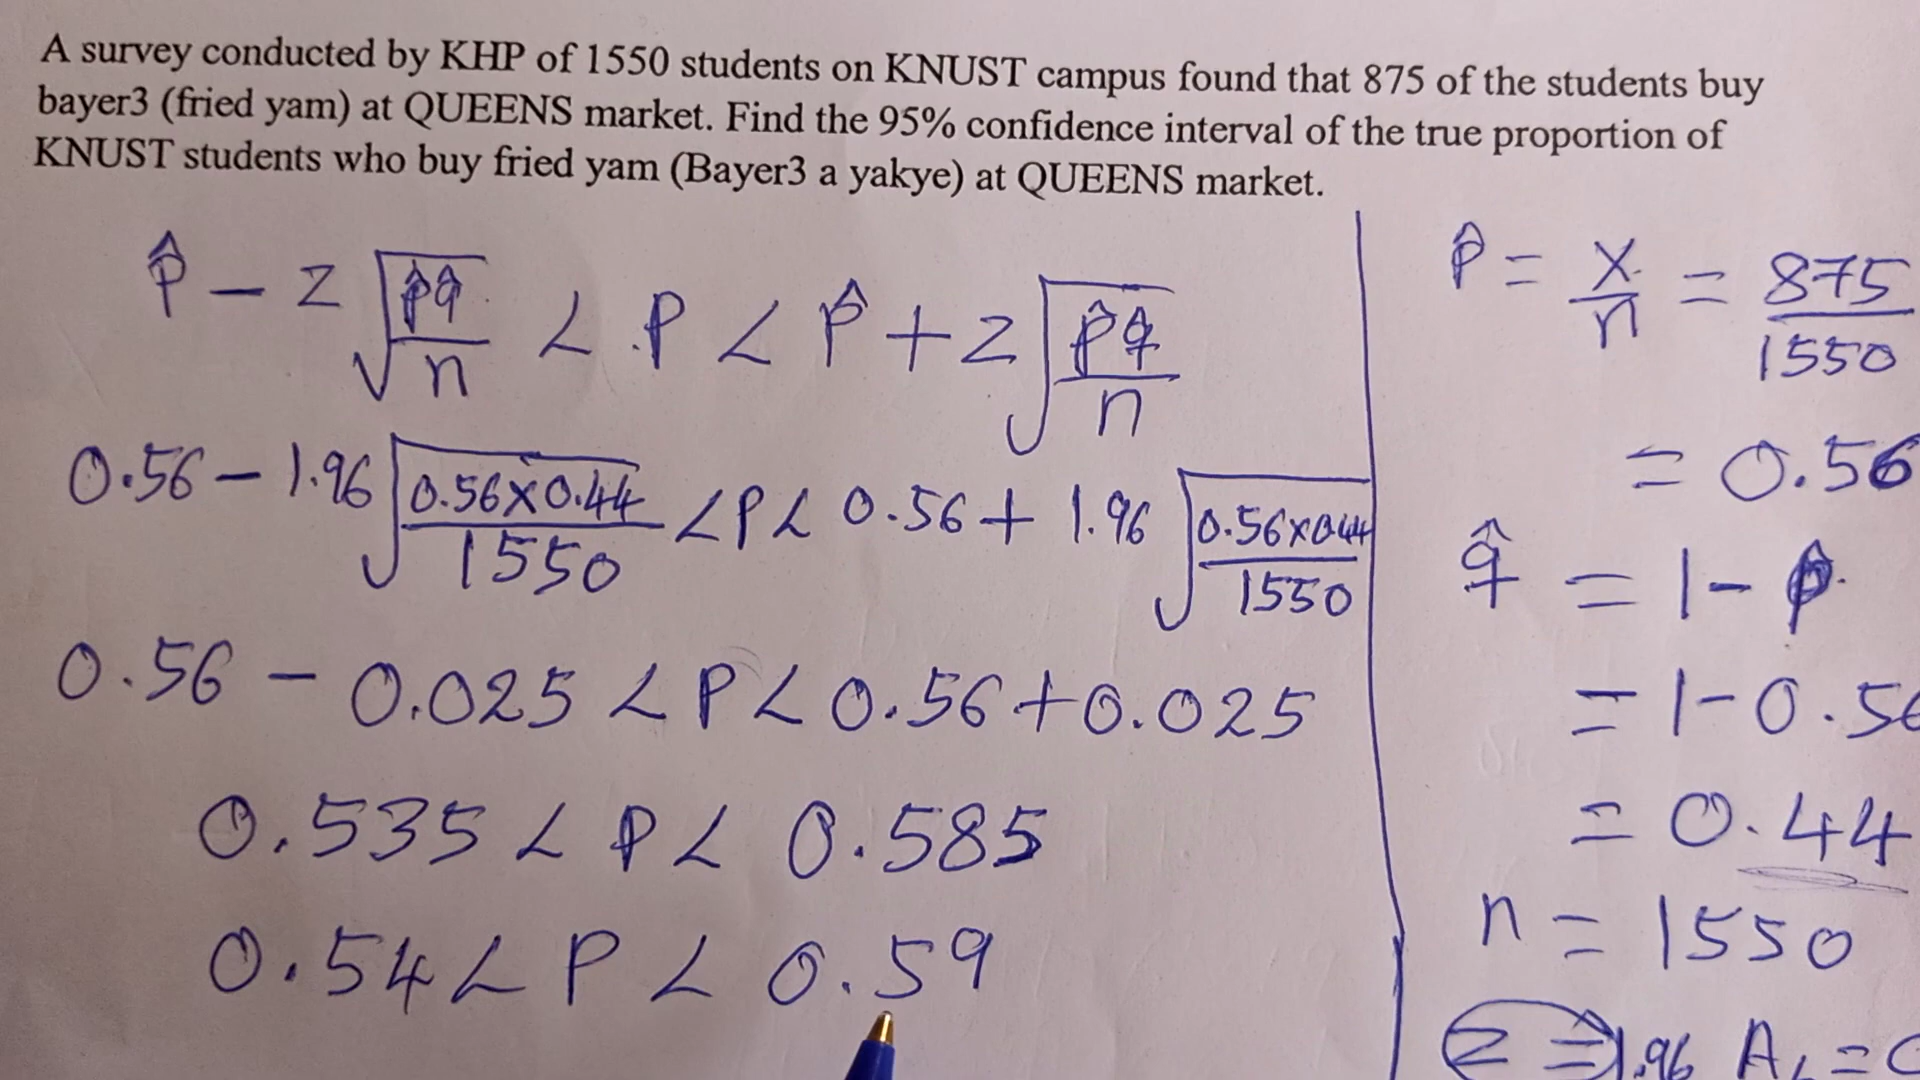 A survey conducted by KHP of 1550 students on KNUST campus found that 875 of the students buy
bayer3 (fried yam) at QUEENS market. Find the 95% confidence interval of the true proportion of
KNUST students who buy fried yam (Bayer3 a yakye) at QUEENS market.
p̂ - z√(p̂q̂/n) < P < p̂ + z√(p̂q̂/n)
0.56 - 1.96√(0.56×0.44/1550) < P < 0.56 + 1.96√(0.56×0.44/1550)
0.56 - 0.025 < P < 0.56 + 0.025
0.535 < P < 0.585
0.54 < P < 0.59
p̂ = x/n = 875/1550
= 0.56
q̂ = 1 - p̂
= 1 - 0.56
= 0.44
n = 1550
z = 1.96 A